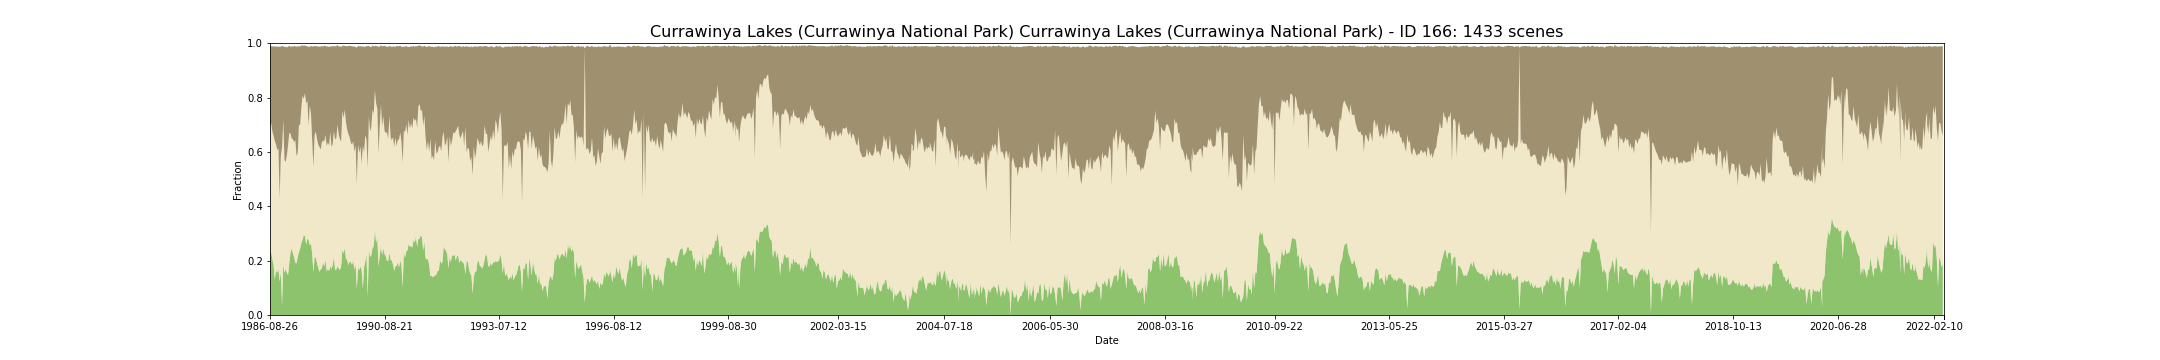 Currawinya Lakes (Currawinya National Park) Currawinya Lakes (Currawinya National Park) - ID 166: 1433 scenes
1.0
0.8
0.6
0.4
0.2
0.0
Fraction
1986-08-26 1990-08-21 1993-07-12 1996-08-12 1999-08-30 2002-03-15 2004-07-18 2006-05-30 2008-03-16 2010-09-22 2013-05-25 2015-03-27 2017-02-04 2018-10-13 2020-06-28 2022-02-10
Date